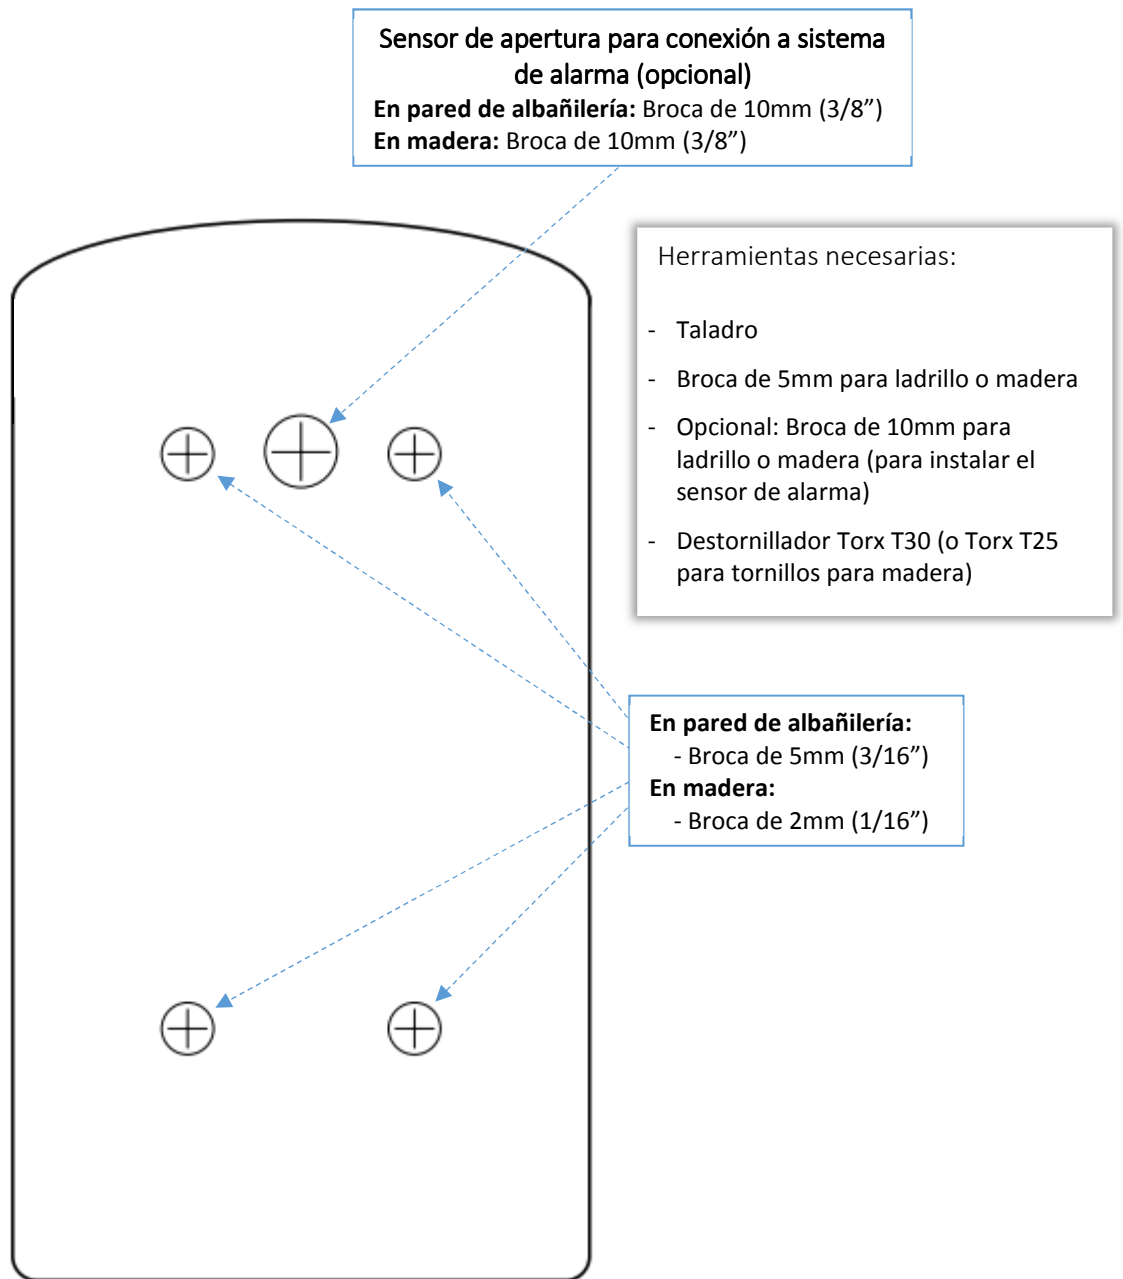 Sensor de apertura para conexión a sistema
de alarma (opcional)
En pared de albañilería: Broca de 10mm (3/8”)
En madera: Broca de 10mm (3/8”)
Herramientas necesarias:
- Taladro
- Broca de 5mm para ladrillo o madera
- Opcional: Broca de 10mm para
ladrillo o madera (para instalar el
sensor de alarma)
- Destornillador Torx T30 (o Torx T25
para tornillos para madera)
En pared de albañilería:
- Broca de 5mm (3/16”)
En madera:
- Broca de 2mm (1/16”)